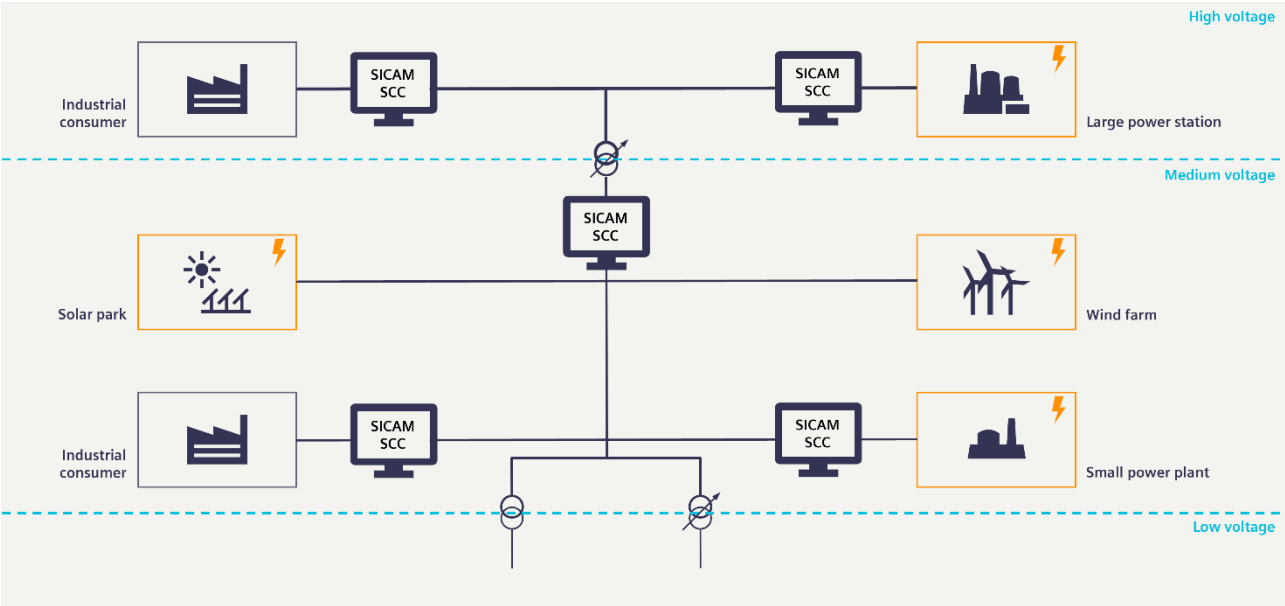 High voltage
SICAM
SCC
SICAM
SCC
Industrial
consumer
Large power station
Medium voltage
SICAM
SCC
Solar park
Wind farm
SICAM
SCC
SICAM
SCC
Industrial
consumer
Small power plant
Low voltage